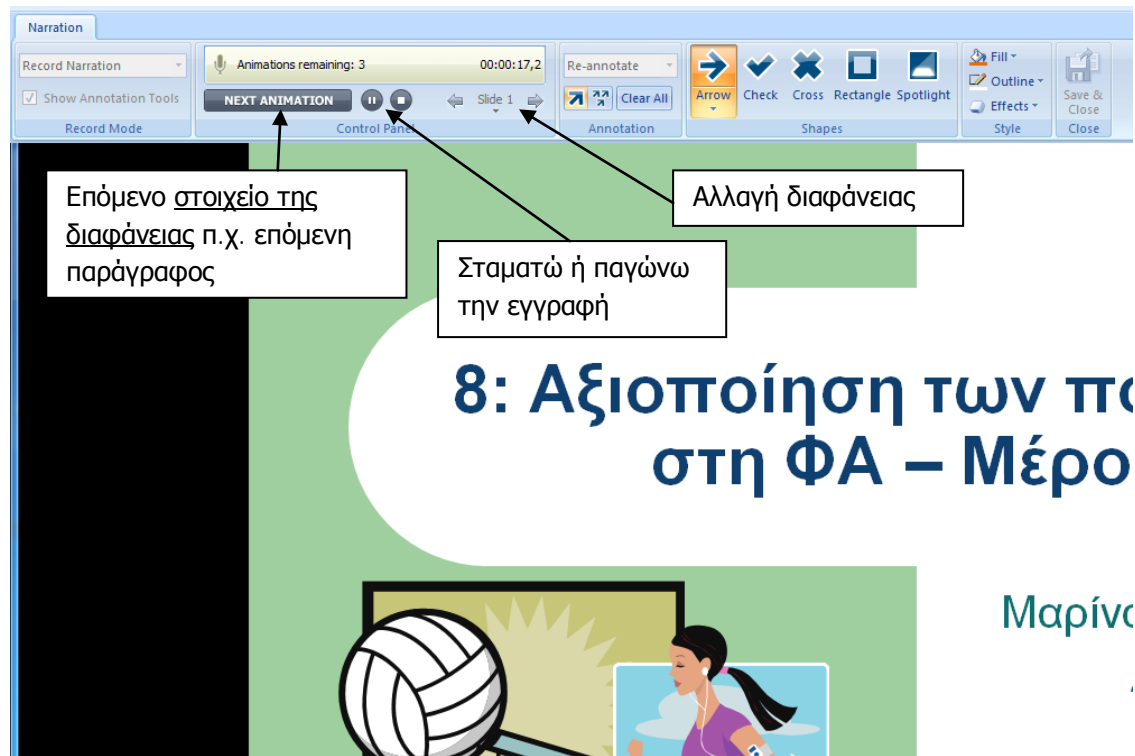 Narration
Record Narration
Show Annotation Tools
Record Mode
Animations remaining: 3 00:00:17,2
NEXT ANIMATION Slide 1
Control Panel
Re-annotate
Clear All
Annotation
Arrow Check Cross Rectangle Spotlight
Shapes
Fill
Outline
Effects
Style
Save &
Close
Close
Επόμενο στοιχείο της
διαφάνειας π.χ. επόμενη
παράγραφος
Σταματώ ή παγώνω
την εγγραφή
Αλλαγή διαφάνειας
8: Αξιοποίηση των πα
στη ΦΑ – Μέρο
Μαρίνα